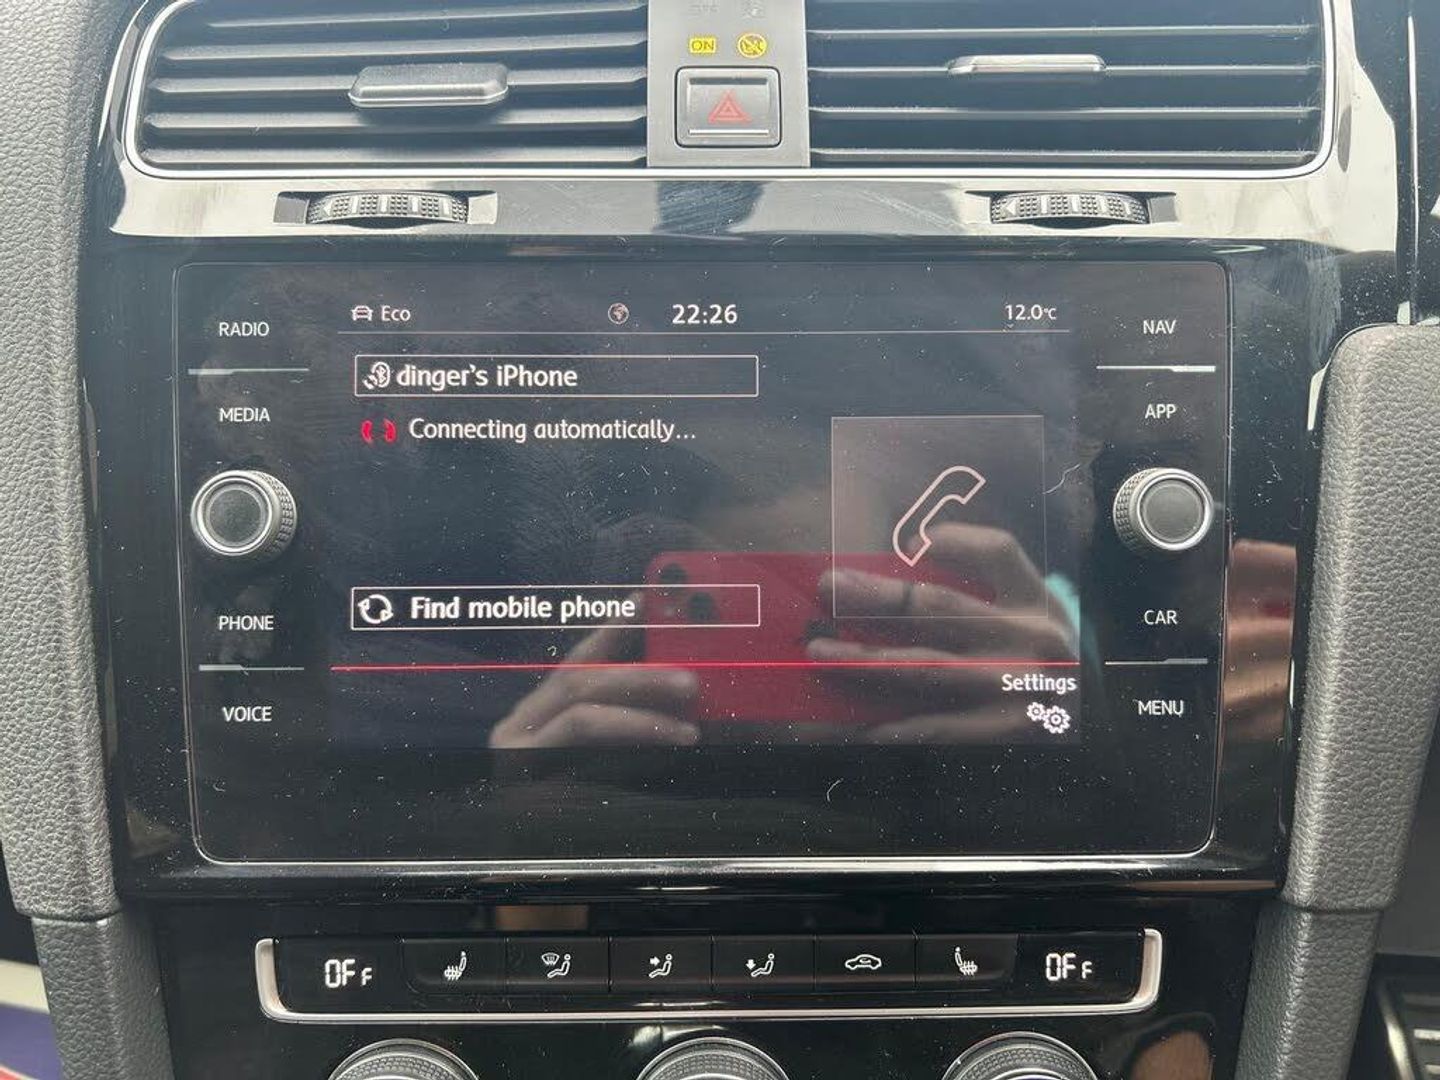 ON
RADIO
Eco
22:26
12.0°C
NAV
dinger's iPhone
MEDIA
Connecting automatically...
APP
Find mobile phone
PHONE
CAR
Settings
VOICE
MENU
OFF
OFF